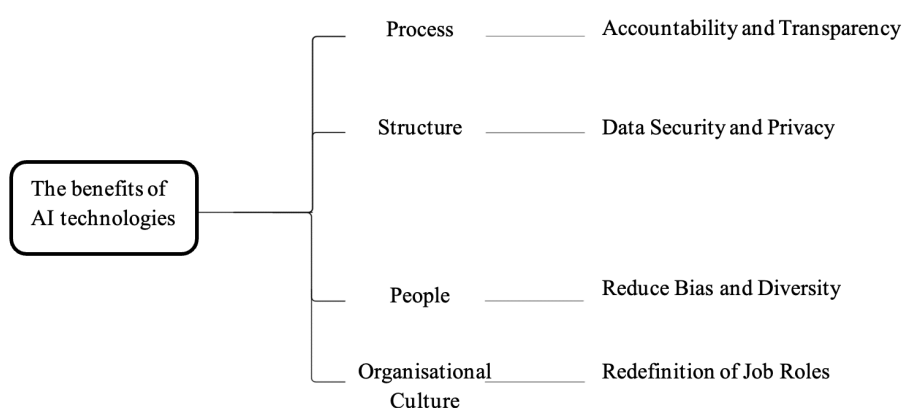 Process
Accountability and Transparency
Structure
Data Security and Privacy
The benefits of
AI technologies
People
Reduce Bias and Diversity
Organisational
Culture
Redefinition of Job Roles